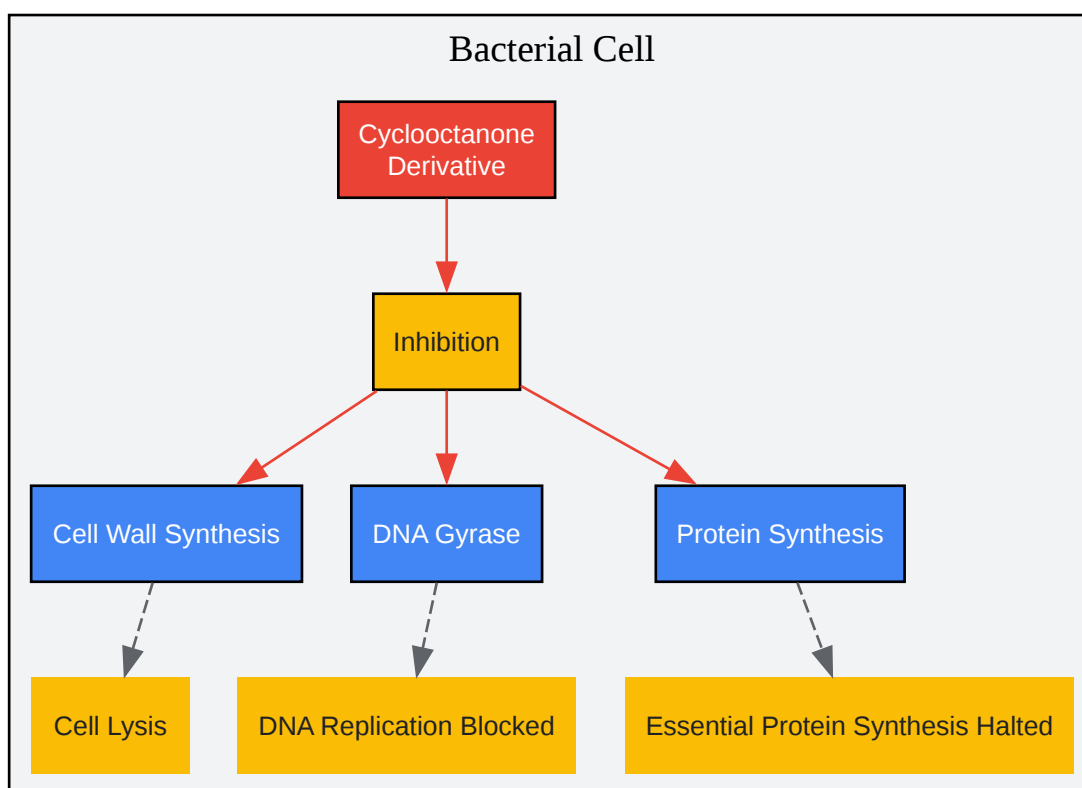 Bacterial Cell
Cyclooctanone
Derivative
Inhibition
Cell Wall Synthesis
DNA Gyrase
Protein Synthesis
Cell Lysis
DNA Replication Blocked
Essential Protein Synthesis Halted